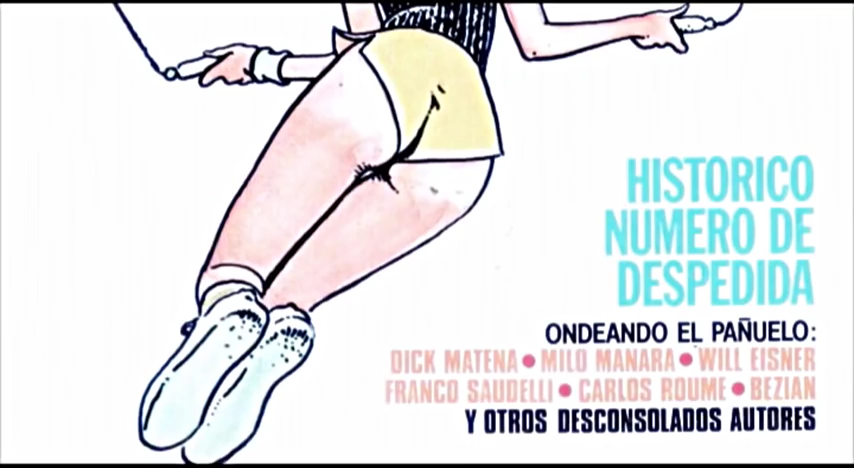 HISTORICO
NUMERO DE
DESPEDIDA
ONDEANDO EL PAÑUELO:
DICK MATENA • MILO MANARA • WILL EISNER
FRANCO SAUDELLI • CARLOS ROUME • BEZIAN
Y OTROS DESCONSOLADOS AUTORES